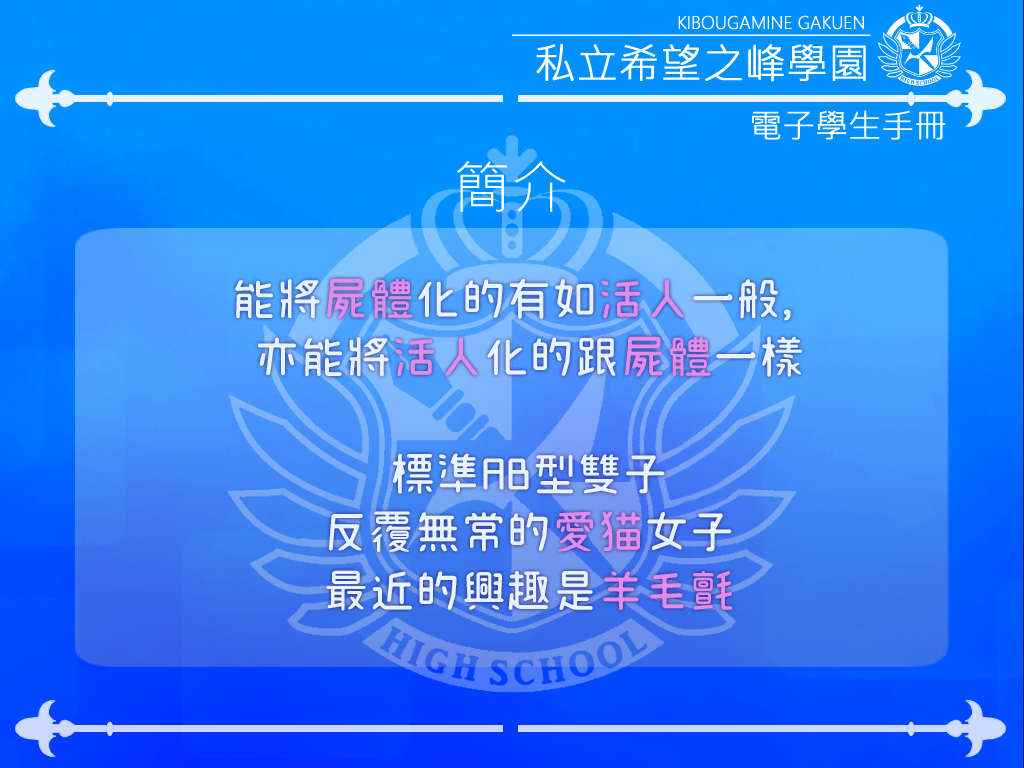 KIBOUGAMINE GAKUEN
私立希望之峰學園
HIGH SCHOOL
電子學生手冊
簡介
能將屍體化的有如活人一般,
亦能將活人化的跟屍體一樣
標準AB型雙子
反覆無常的愛猫女子
最近的興趣是羊毛氈
HIGH SCHOOL